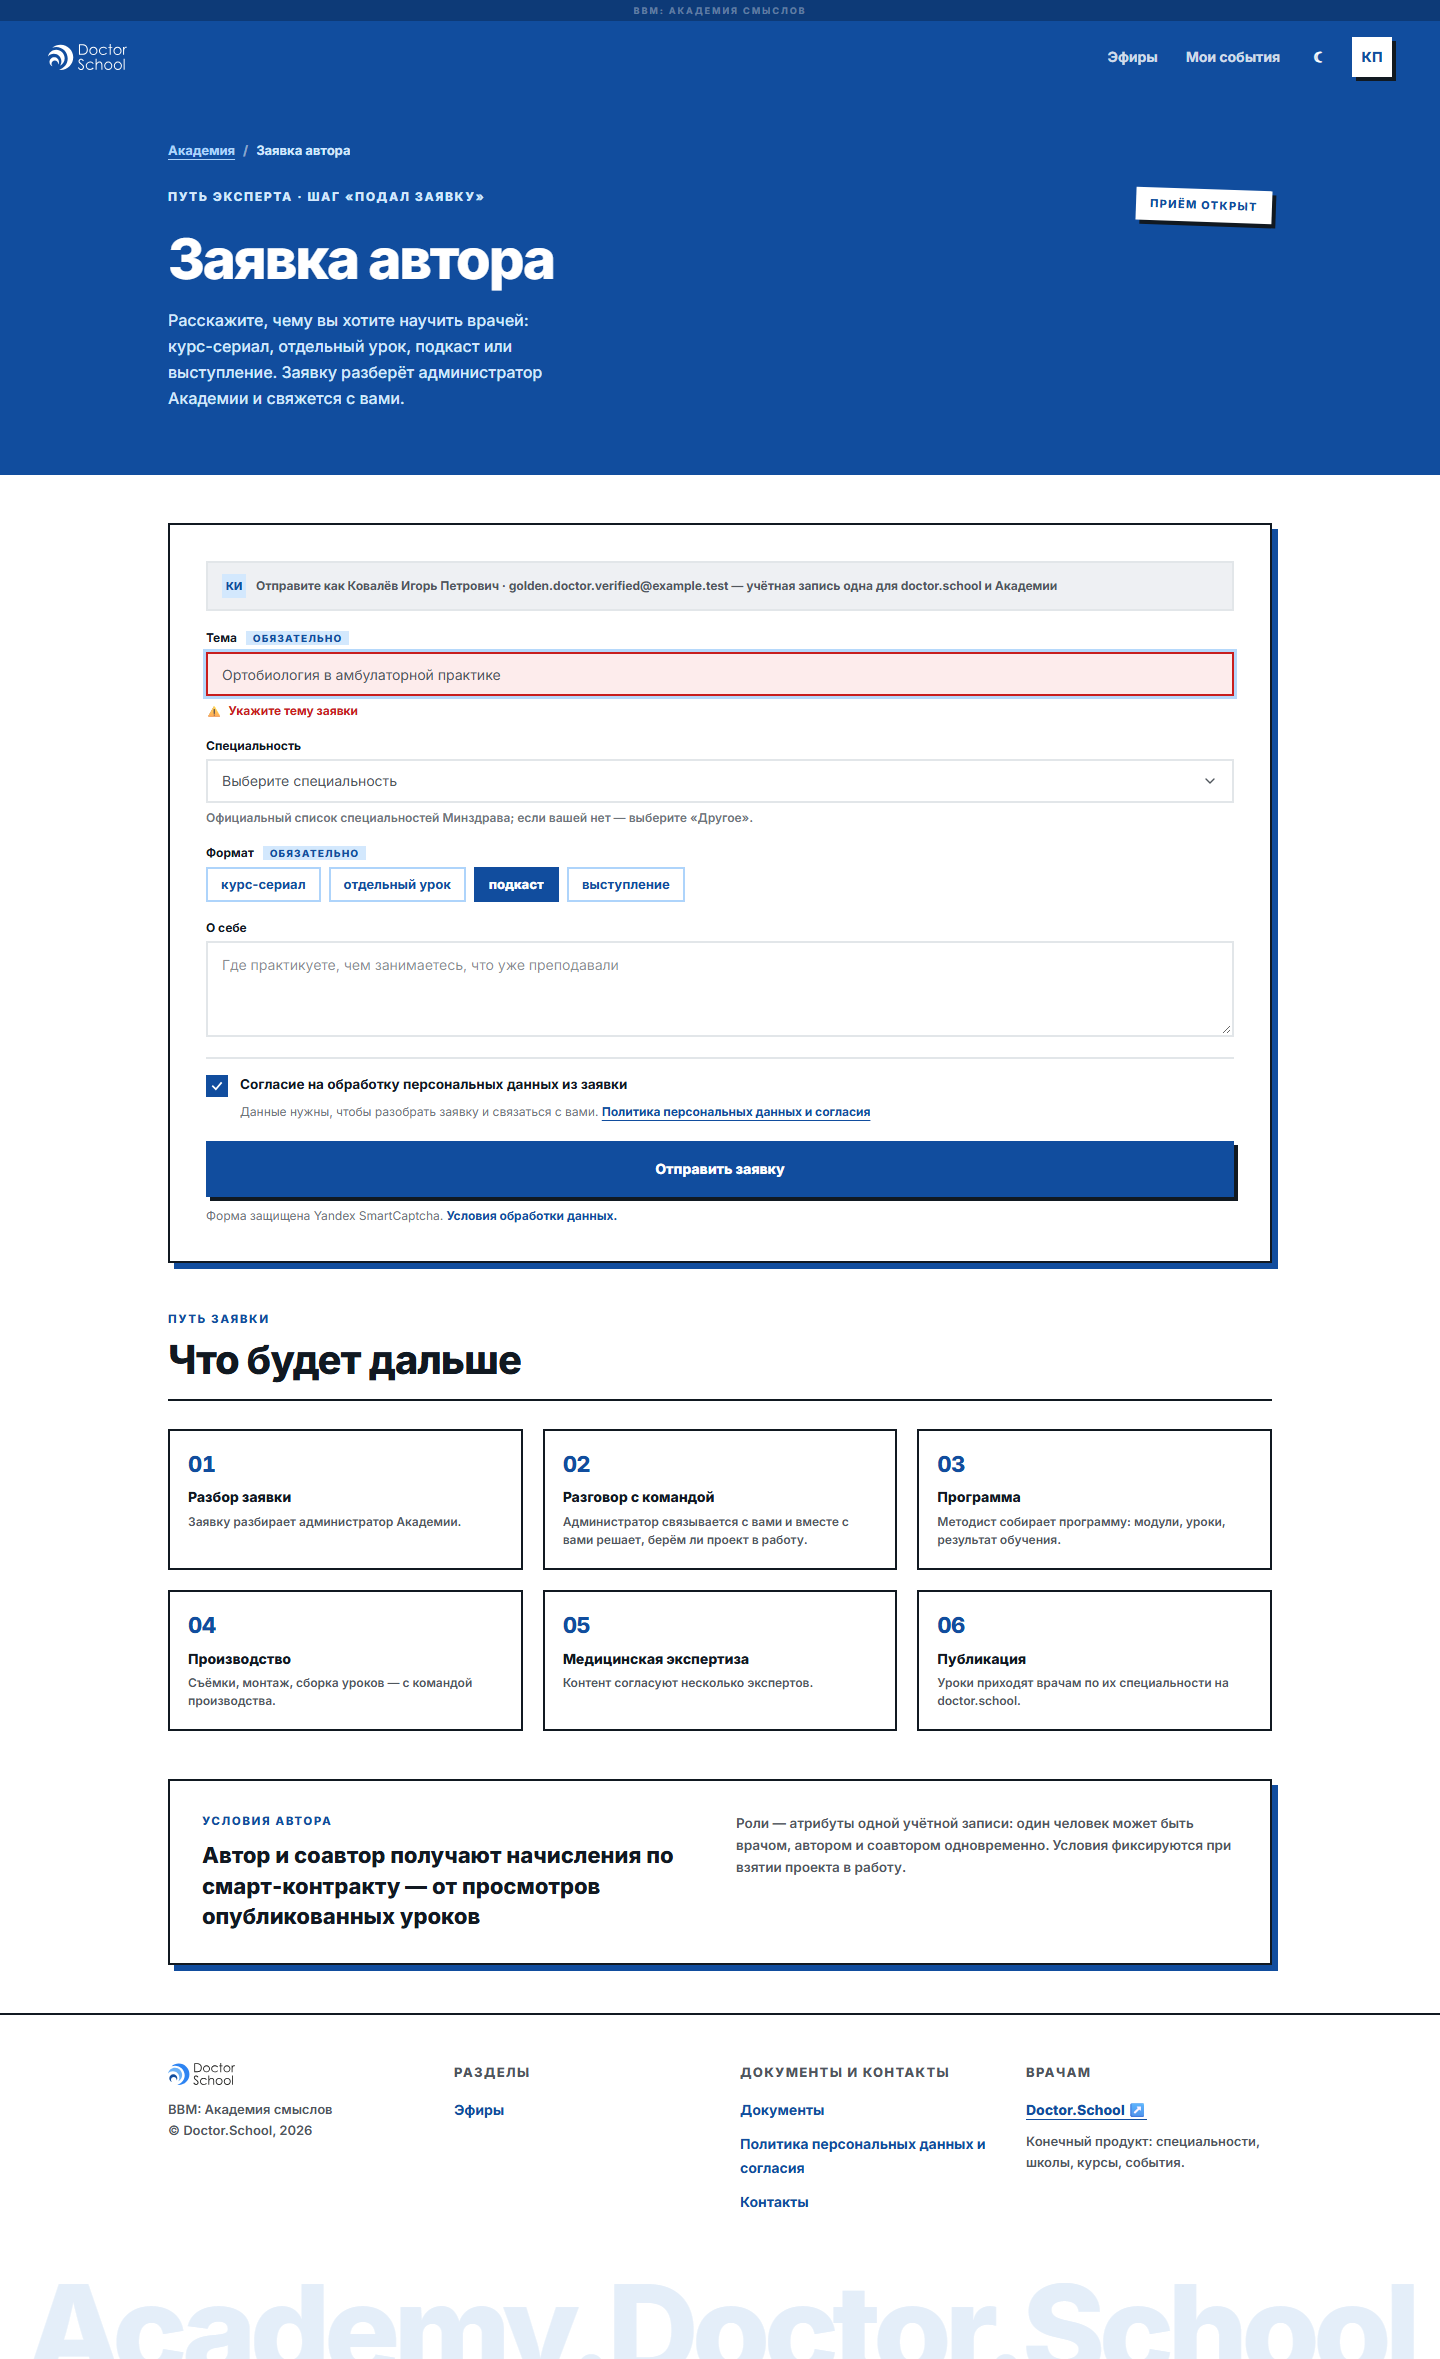 ВВМ: АКАДЕМИЯ СМЫСЛОВ
Doctor
School
Эфиры
Мои события
КП
Академия / Заявка автора
ПУТЬ ЭКСПЕРТА · ШАГ «ПОДАЛ ЗАЯВКУ»
ПРИЁМ ОТКРЫТ
Заявка автора
Расскажите, чему вы хотите научить врачей:
курс-сериал, отдельный урок, подкаст или
выступление. Заявку разберёт администратор
Академии и свяжется с вами.
КИ Отправите как Ковалёв Игорь Петрович · golden.doctor.verified@example.test — учётная запись одна для doctor.school и Академии
Тема ОБЯЗАТЕЛЬНО
Ортобиология в амбулаторной практике
Укажите тему заявки
Специальность
Выберите специальность
Официальный список специальностей Минздрава; если вашей нет — выберите «Другое».
Формат ОБЯЗАТЕЛЬНО
курс-сериал
отдельный урок
подкаст
выступление
О себе
Где практикуете, чем занимаетесь, что уже преподавали
Согласие на обработку персональных данных из заявки
Данные нужны, чтобы разобрать заявку и связаться с вами. Политика персональных данных и согласия
Отправить заявку
Форма защищена Yandex SmartCaptcha. Условия обработки данных.
ПУТЬ ЗАЯВКИ
Что будет дальше
01
Разбор заявки
Заявку разбирает администратор Академии.
02
Разговор с командой
Администратор связывается с вами и вместе с
вами решает, берём ли проект в работу.
03
Программа
Методист собирает программу: модули, уроки,
результат обучения.
04
Производство
Съёмки, монтаж, сборка уроков — с командой
производства.
05
Медицинская экспертиза
Контент согласуют несколько экспертов.
06
Публикация
Уроки приходят врачам по их специальности на
doctor.school.
УСЛОВИЯ АВТОРА
Автор и соавтор получают начисления по
смарт-контракту — от просмотров
опубликованных уроков
Роли — атрибуты одной учётной записи: один человек может быть
врачом, автором и соавтором одновременно. Условия фиксируются при
взятии проекта в работу.
Doctor
School
ВВМ: Академия смыслов
© Doctor.School, 2026
РАЗДЕЛЫ
Эфиры
ДОКУМЕНТЫ И КОНТАКТЫ
Документы
Политика персональных данных и
согласия
Контакты
ВРАЧАМ
Doctor.School
Конечный продукт: специальности,
школы, курсы, события.
Academy.Doctor.School